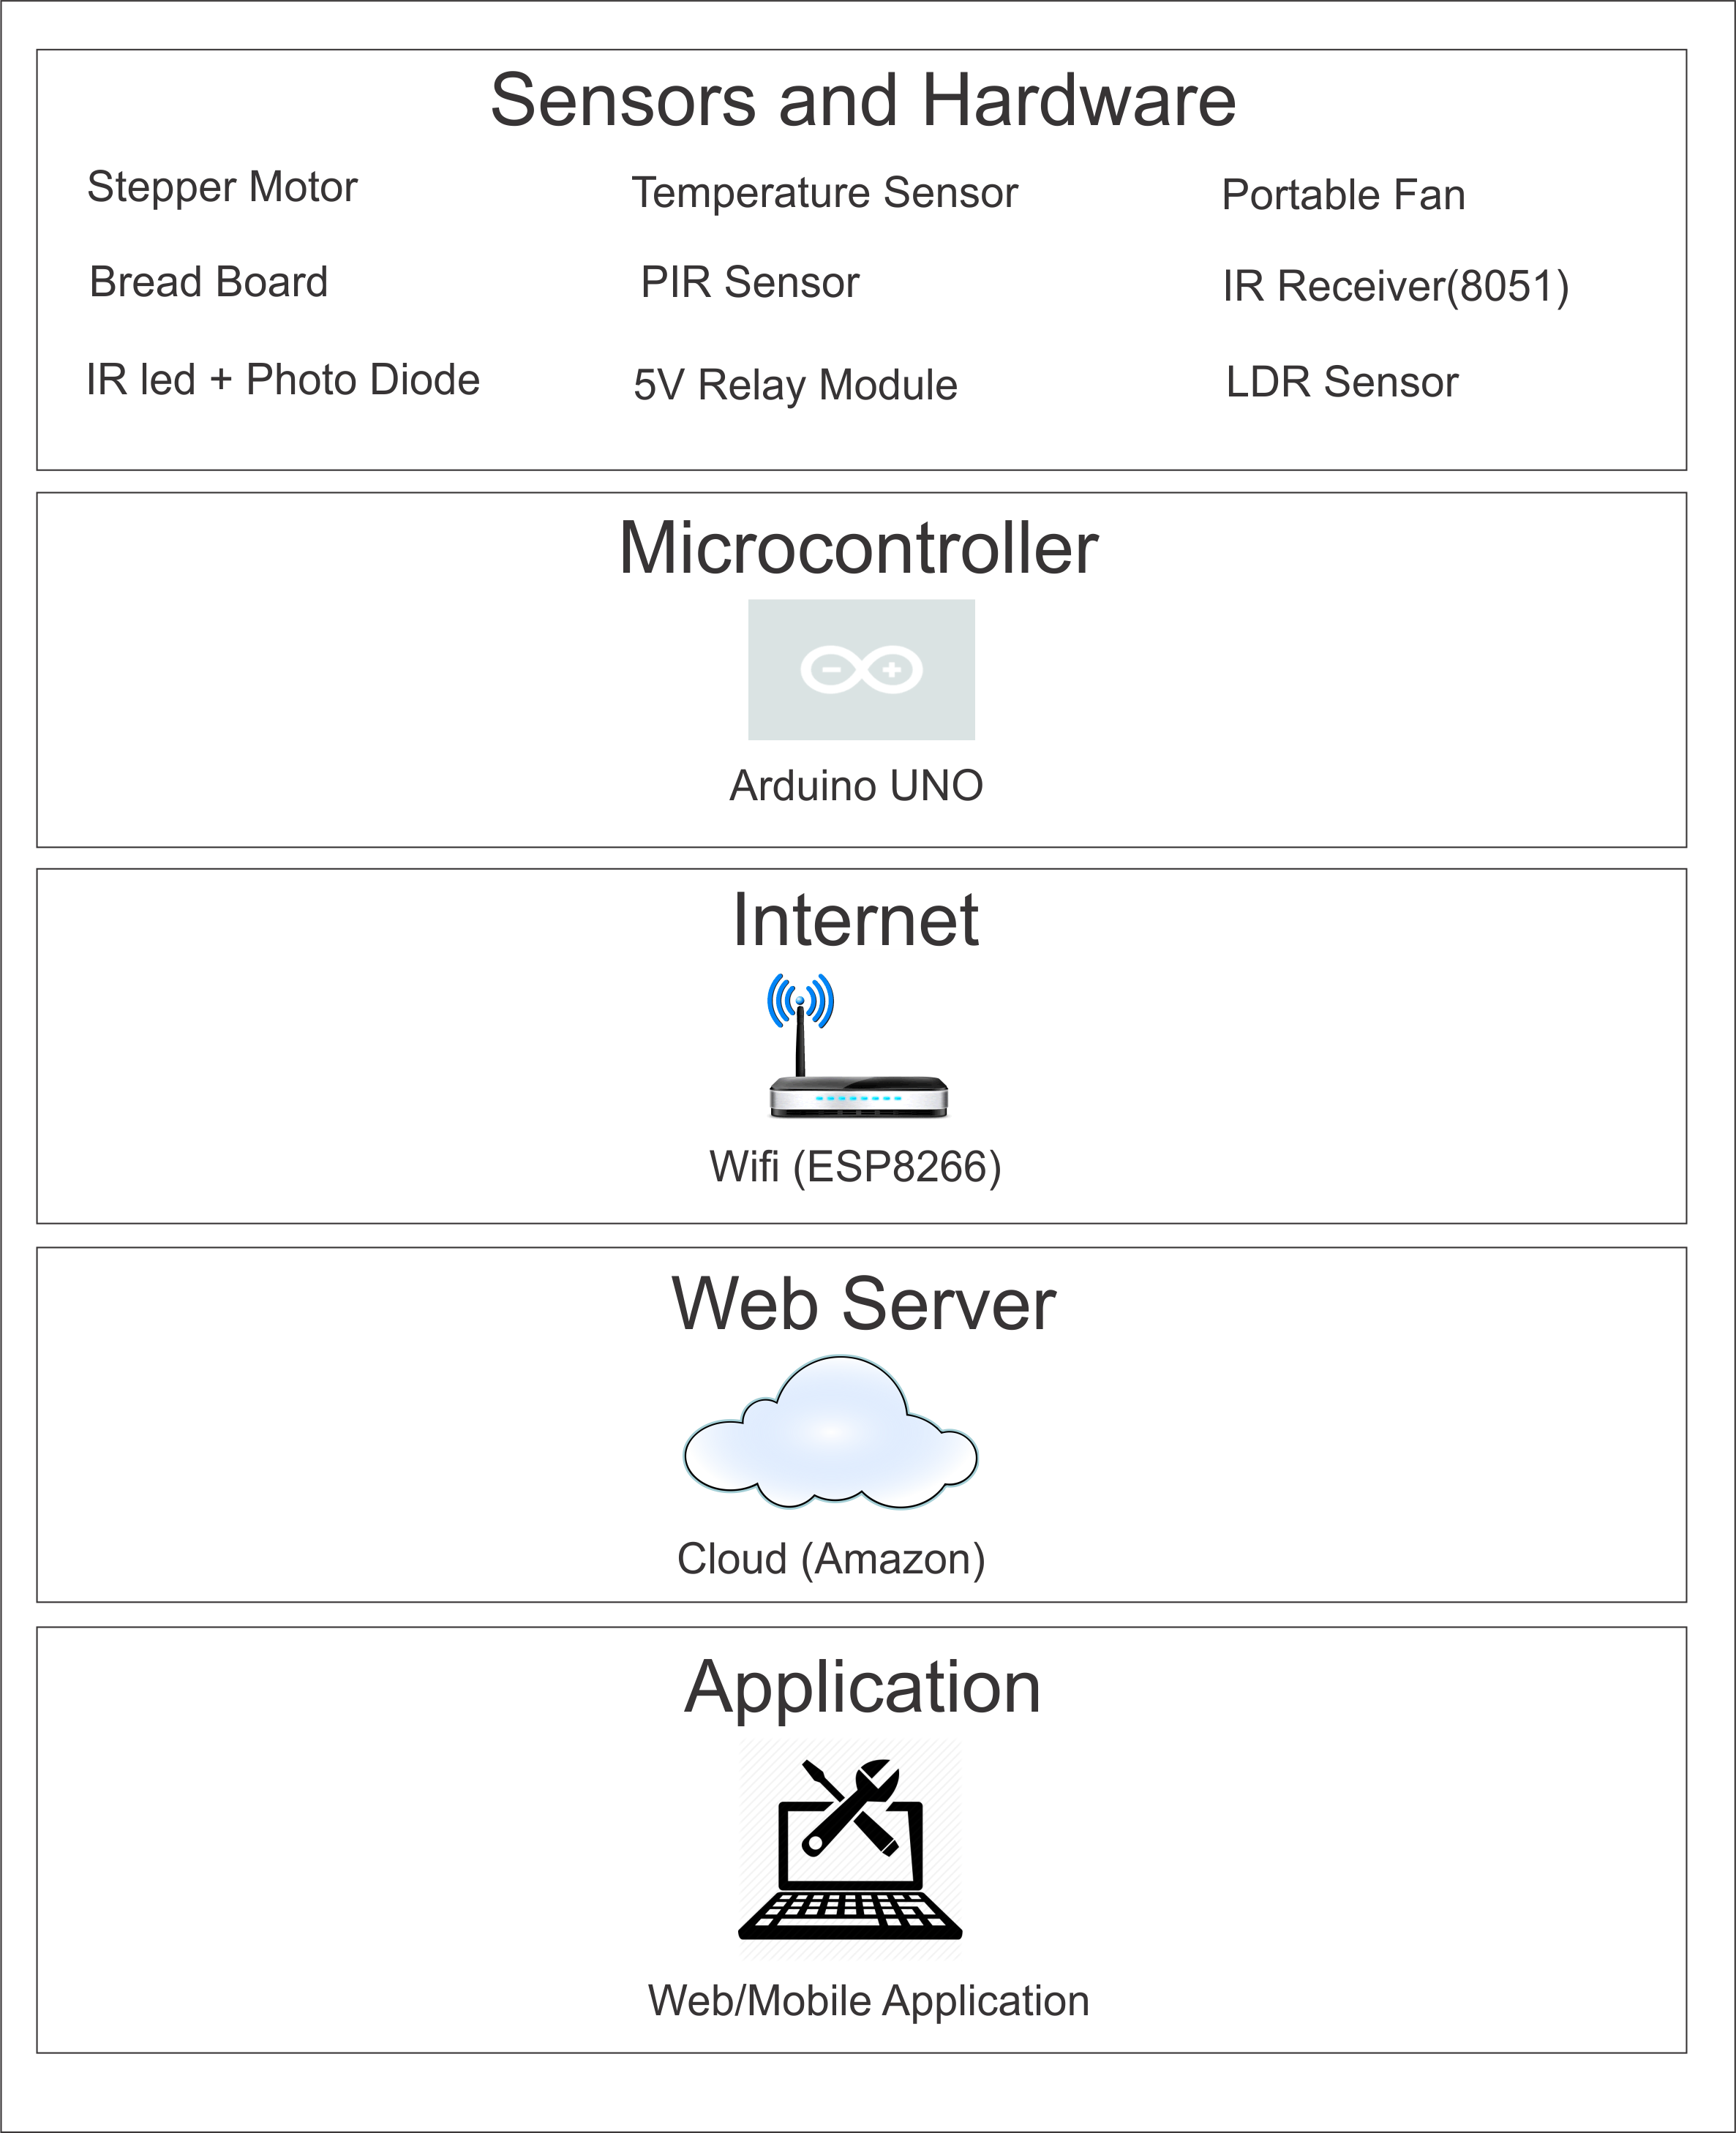 Sensors and Hardware
Stepper Motor Temperature Sensor Portable Fan
Bread Board PIR Sensor IR Receiver(8051)
IR led + Photo Diode 5V Relay Module LDR Sensor
Microcontroller
Arduino UNO
Internet
Wifi (ESP8266)
Web Server
Cloud (Amazon)
Application
Web/Mobile Application